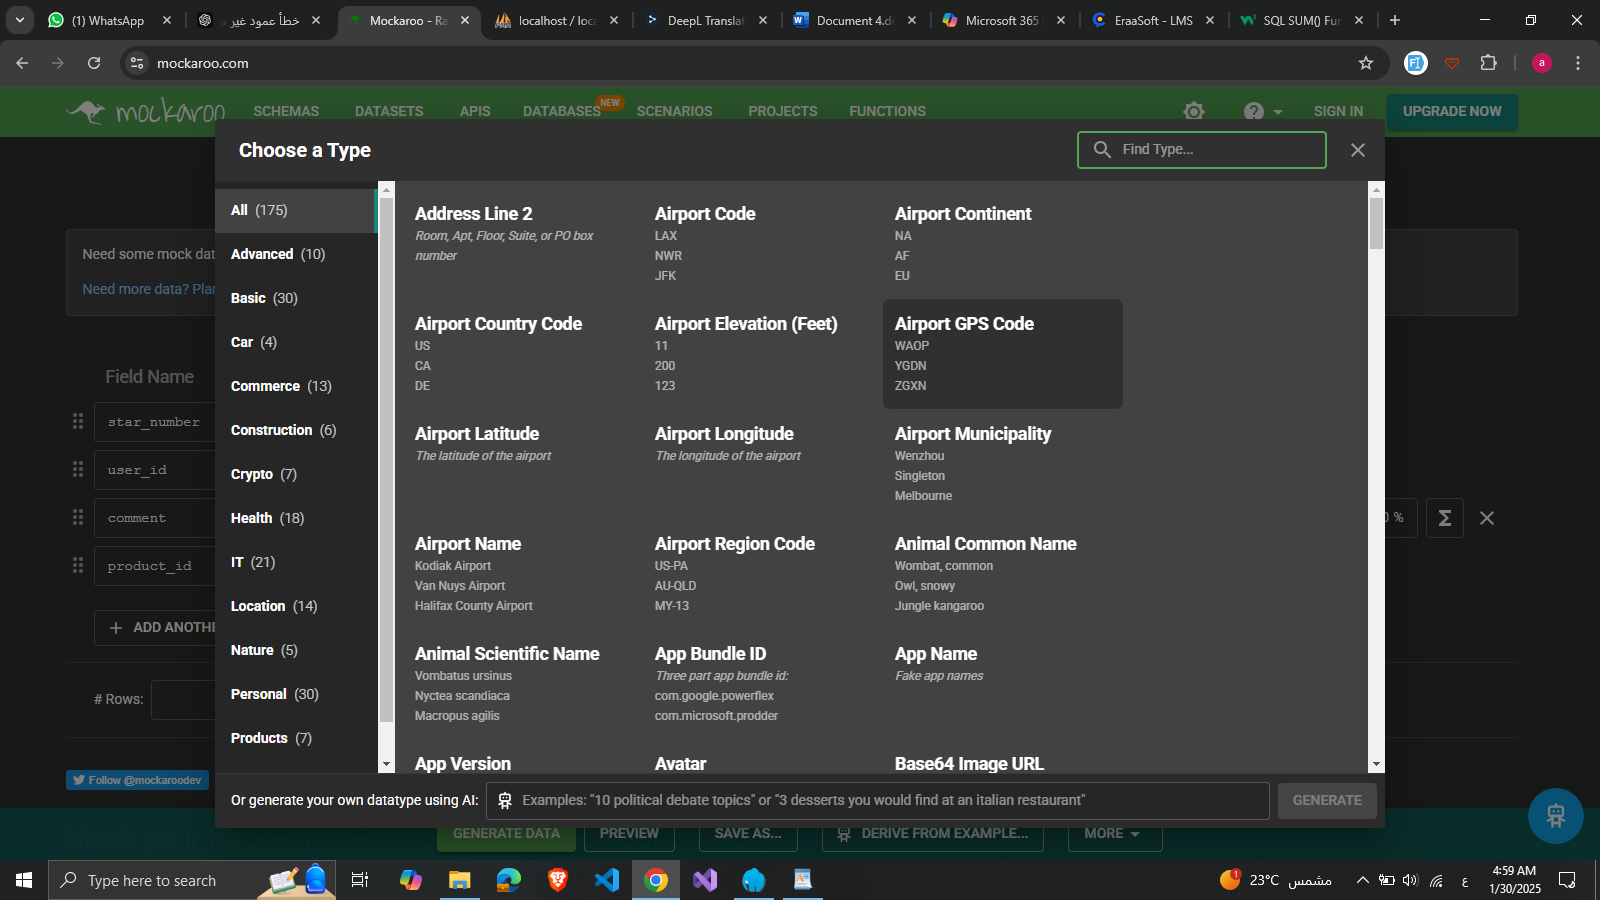 (1) WhatsApp
خطأ عمود غير
Mockaroo - Ra
localhost / loca
DeepL Translat
Document 4.do
Microsoft 365
EraaSoft - LMS
SQL SUM() Fun
mockaroo.com
a
mockaroo
SCHEMAS
DATASETS
APIS
DATABASES
NEW
SCENARIOS
PROJECTS
FUNCTIONS
SIGN IN
UPGRADE NOW
Choose a Type
Find Type...
Need some mock dat
Need more data? Plan
Field Name
star_number
user_id
comment
product_id
ADD ANOTHE
# Rows:
0 %
Follow @mockaroodev
All (175)
Advanced (10)
Basic (30)
Car (4)
Commerce (13)
Construction (6)
Crypto (7)
Health (18)
IT (21)
Location (14)
Nature (5)
Personal (30)
Products (7)
Address Line 2
Room, Apt, Floor, Suite, or PO box
number
Airport Code
LAX
NWR
JFK
Airport Continent
NA
AF
EU
Airport Country Code
US
CA
DE
Airport Elevation (Feet)
11
200
123
Airport GPS Code
WAOP
YGDN
ZGXN
Airport Latitude
The latitude of the airport
Airport Longitude
The longitude of the airport
Airport Municipality
Wenzhou
Singleton
Melbourne
Airport Name
Kodiak Airport
Van Nuys Airport
Halifax County Airport
Airport Region Code
US-PA
AU-QLD
MY-13
Animal Common Name
Wombat, common
Owl, snowy
Jungle kangaroo
Animal Scientific Name
Vombatus ursinus
Nyctea scandiaca
Macropus agilis
App Bundle ID
Three part app bundle id:
com.google.powerflex
com.microsoft.prodder
App Name
Fake app names
App Version
Avatar
Base64 Image URL
Or generate your own datatype using AI:
Examples: "10 political debate topics" or "3 desserts you would find at an italian restaurant"
GENERATE
GENERATE DATA
PREVIEW
SAVE AS...
DERIVE FROM EXAMPLE...
MORE
Type here to search
1
23°C
مشمس
ع
4:59 AM
1/30/2025